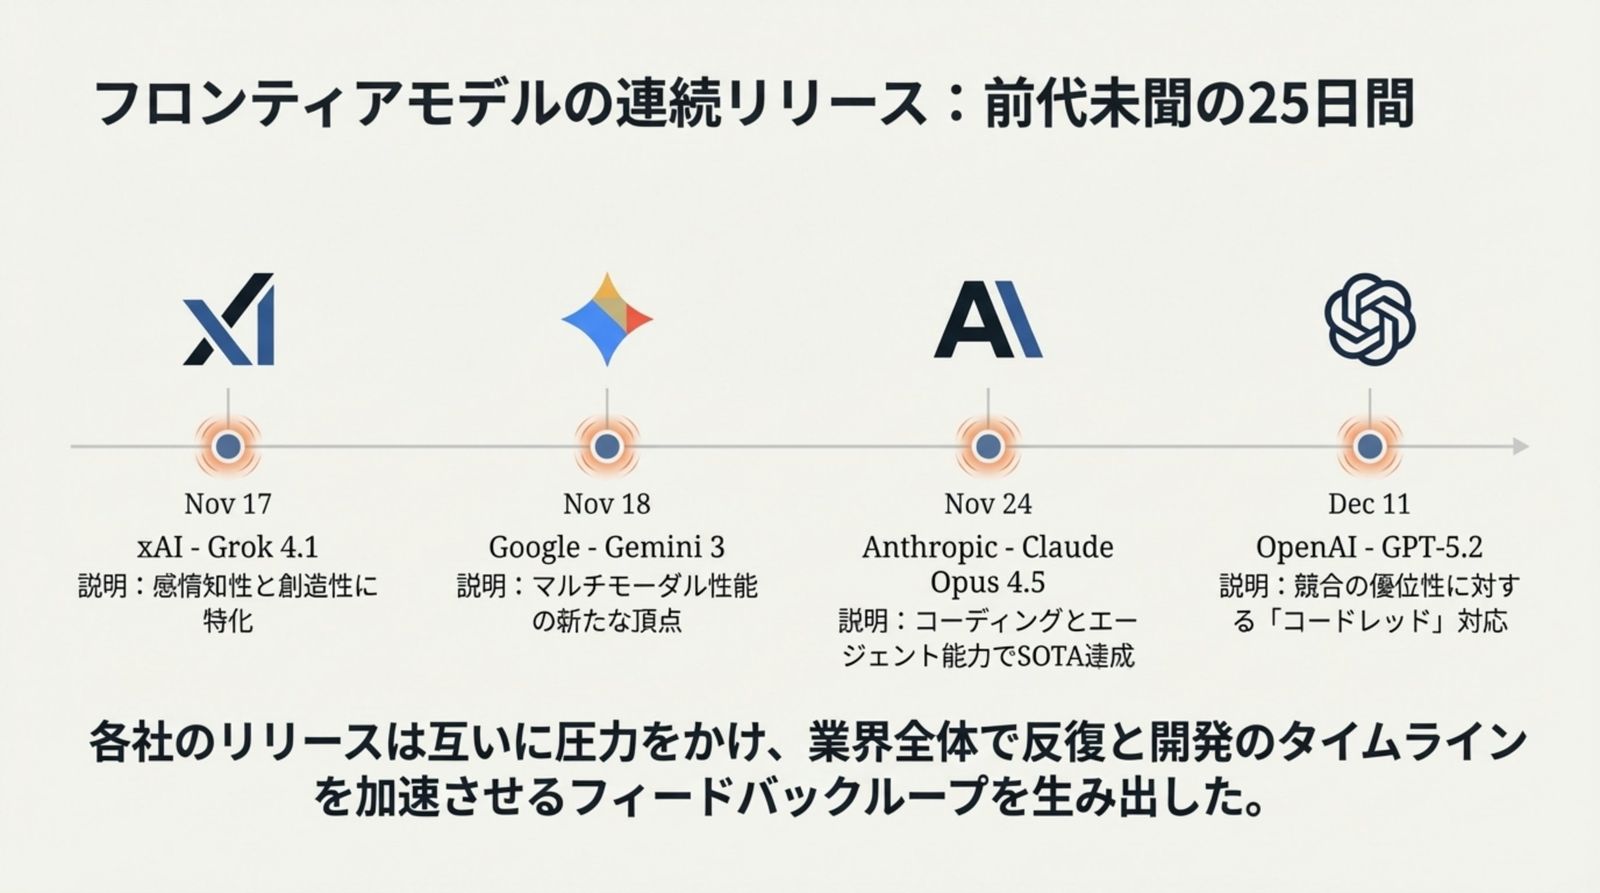 フロンティアモデルの連続リリース：前代未聞の25日間
Nov 17
xAI - Grok 4.1
説明：感情知性と創造性に
特化
Nov 18
Google - Gemini 3
説明：マルチモーダル性能
の新たな頂点
Nov 24
Anthropic - Claude
Opus 4.5
説明：コーディングとエー
ジェント能力でSOTA達成
Dec 11
OpenAI - GPT-5.2
説明：競合の優位性に対す
る「コードレッド」対応
各社のリリースは互いに圧力をかけ、業界全体で反復と開発のタイムライン
を加速させるフィードバックループを生み出した。